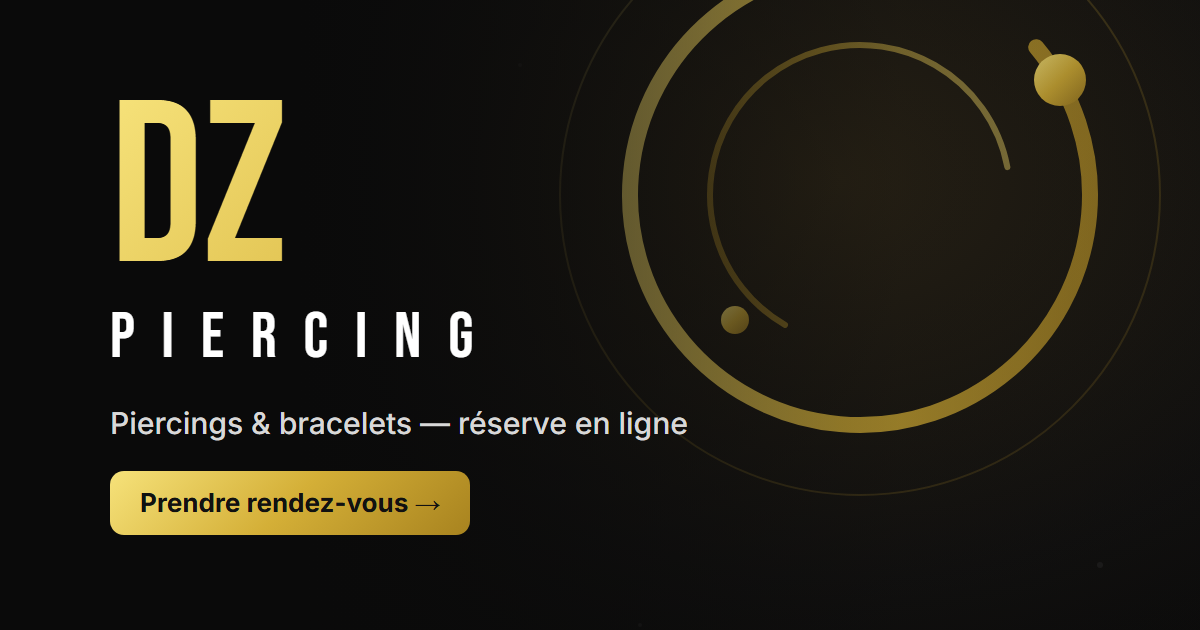 DZ
PIERCING
Piercings & bracelets — réserve en ligne
Prendre rendez-vous →